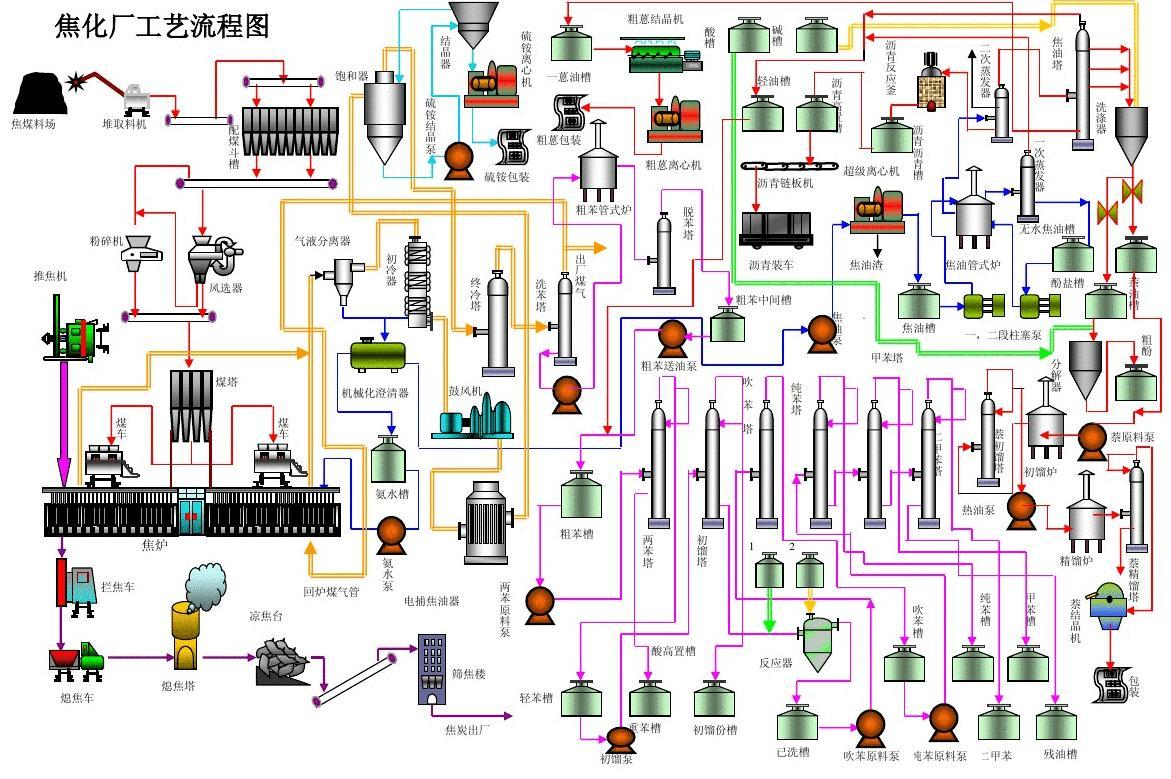 焦化厂工艺流程图
焦煤料场
堆取料机
配煤斗槽
粉碎机
风选器
推焦机
煤塔
煤车
煤车
焦炉
拦焦车
熄焦车
熄焦塔
凉焦台
筛焦楼
焦炭出厂
回炉煤气管
饱和器
结晶器
硫铵离心机
硫铵结晶泵
硫铵包装
气液分离器
初冷器
机械化澄清器
氨水槽
氨水泵
鼓风机
电捕焦油器
终冷塔
洗苯塔
出厂煤气
一蒽油槽
粗蒽结晶机
粗蒽包装
粗蒽离心机
粗苯管式炉
脱苯塔
粗苯中间槽
粗苯送油泵
酸槽
碱槽
轻油槽
沥青高置槽
沥青链板机
沥青装车
沥青反应釜
沥青沥青槽
超级离心机
焦油渣
焦油泵
焦油槽
二次蒸发器
一次蒸发器
焦油塔
洗涤器
焦油管式炉
无水焦油槽
一,二段柱塞泵
酚盐槽
萘油槽
分解器
粗酚
甲苯塔
吹苯塔
纯苯塔
二甲苯塔
粗苯槽
两苯塔
初馏塔
两苯原料泵
轻苯槽
重苯槽
初馏泵
初馏份槽
酸高置槽
1
2
反应器
已洗槽
吹苯原料泵
吹苯槽
纯苯原料泵
纯苯槽
甲苯槽
二甲苯
残油槽
萘初馏塔
初馏炉
萘原料泵
热油泵
精馏炉
萘精馏塔
萘结晶机
包装